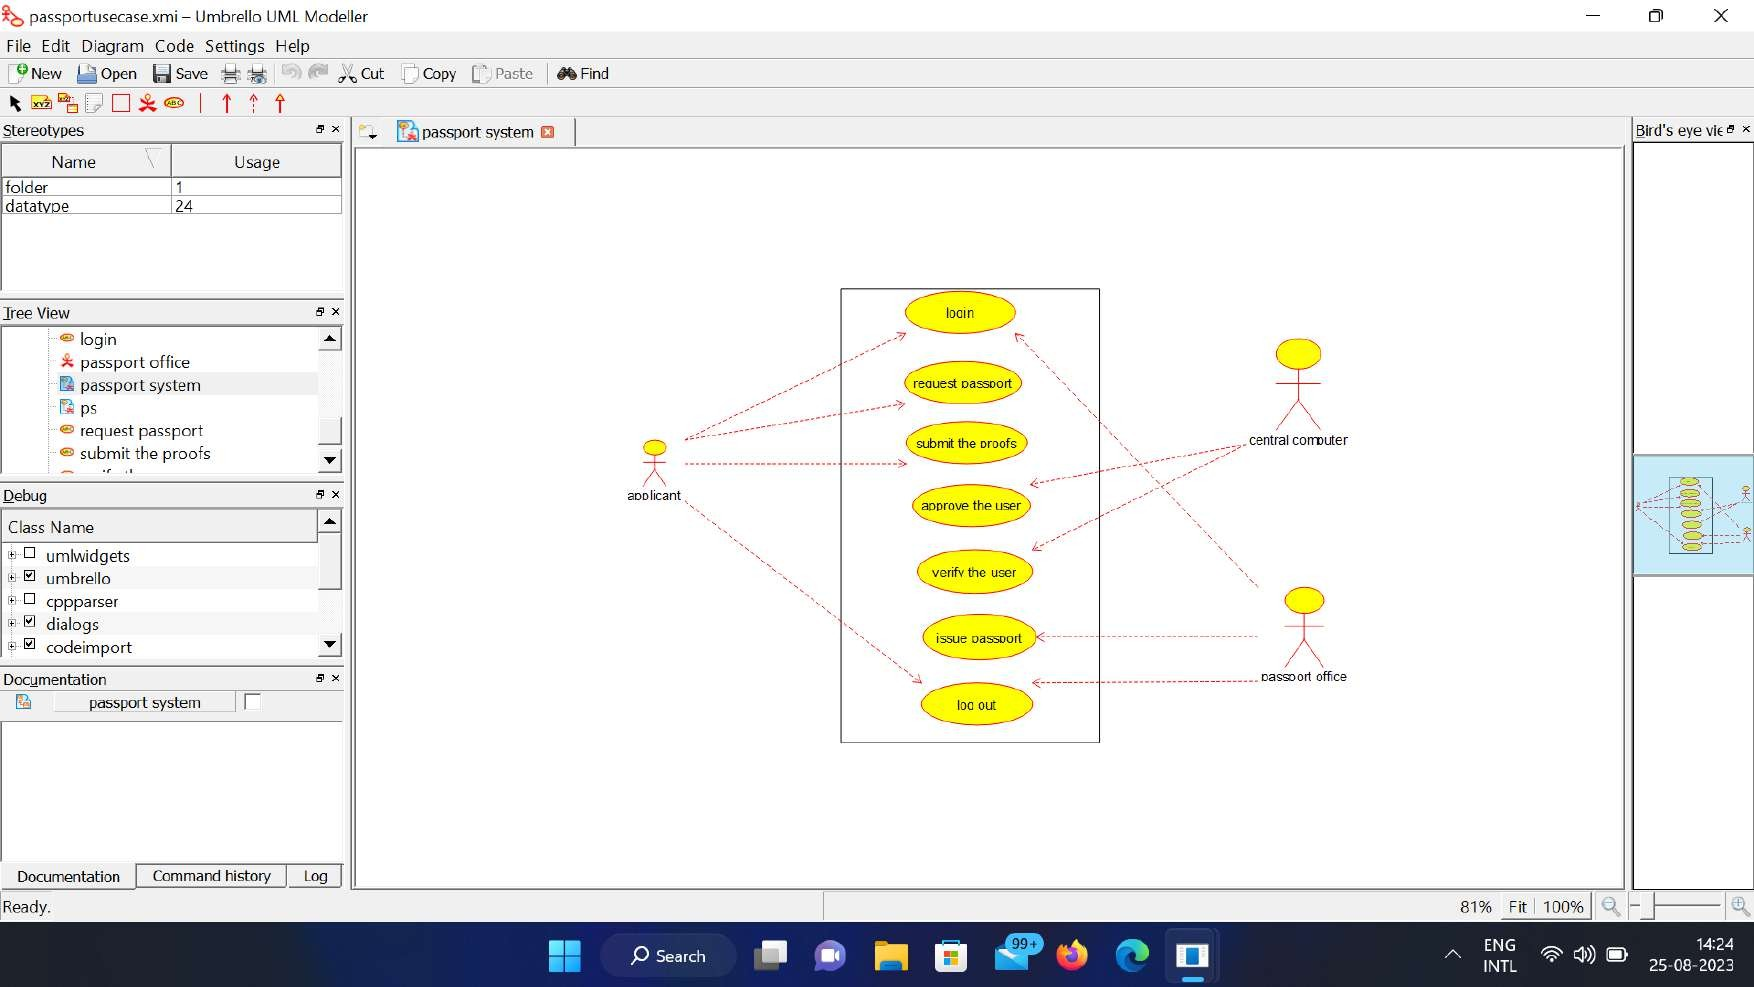 passportusecase.xmi – Umbrello UML Modeller
File Edit Diagram Code Settings Help
New Open Save Cut Copy Paste Find
XYZ ABC
Stereotypes
Name Usage
folder 1
datatype 24
Tree View
login
passport office
passport system
ps
request passport
submit the proofs
Debug
Class Name
umlwidgets
umbrello
cppparser
dialogs
codeimport
Documentation
passport system
Documentation Command history Log
passport system
login
request passport
submit the proofs
approve the user
verify the user
issue passport
log out
applicant
central computer
passport office
Bird's eye vie
Ready.
81% Fit 100%
Search
99+
ENG
INTL
14:24
25-08-2023